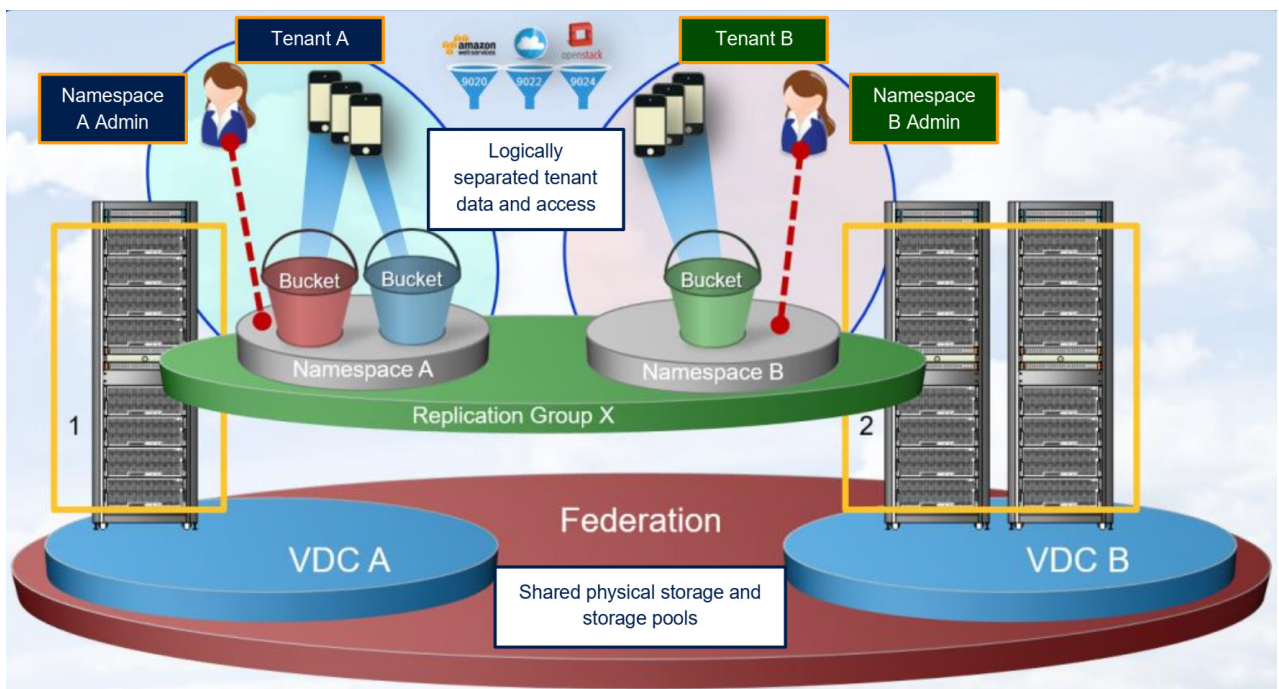 Tenant A
amazon
web services
openstack
Tenant B
9020
9022
9024
Namespace
A Admin
Namespace
B Admin
Logically
separated tenant
data and access
Bucket
Bucket
Bucket
Namespace A
Namespace B
Replication Group X
1
2
Federation
VDC A
VDC B
Shared physical storage and
storage pools